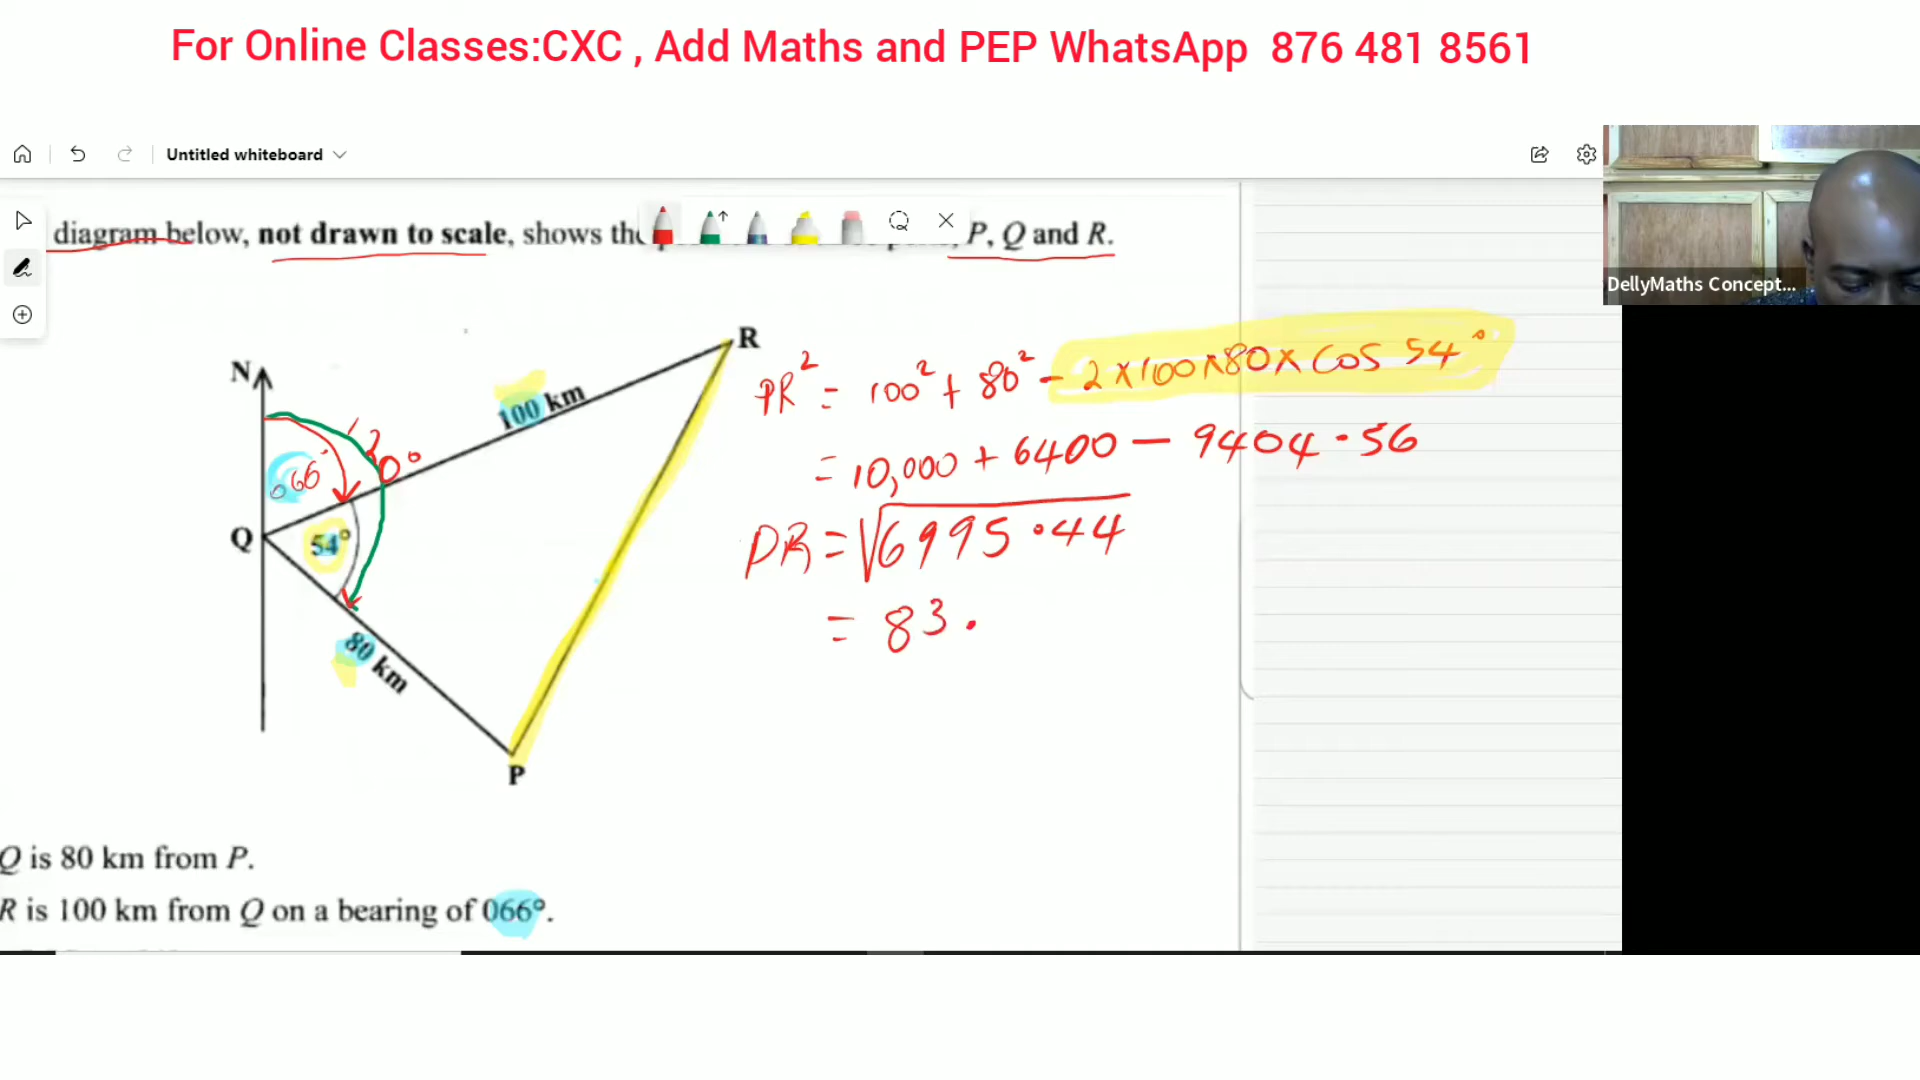 For Online Classes:CXC , Add Maths and PEP WhatsApp 876 481 8561
Untitled whiteboard
diagram below, not drawn to scale, shows the P, Q and R.
DellyMaths Concept...
N
R
100 km
066°
120°
Q
54°
80 km
P
PR² = 100² + 80² - 2 × 100 × 80 × cos 54°
= 10,000 + 6400 - 9404.56
PR = √6995.44
= 83.
Q is 80 km from P.
R is 100 km from Q on a bearing of 066°.